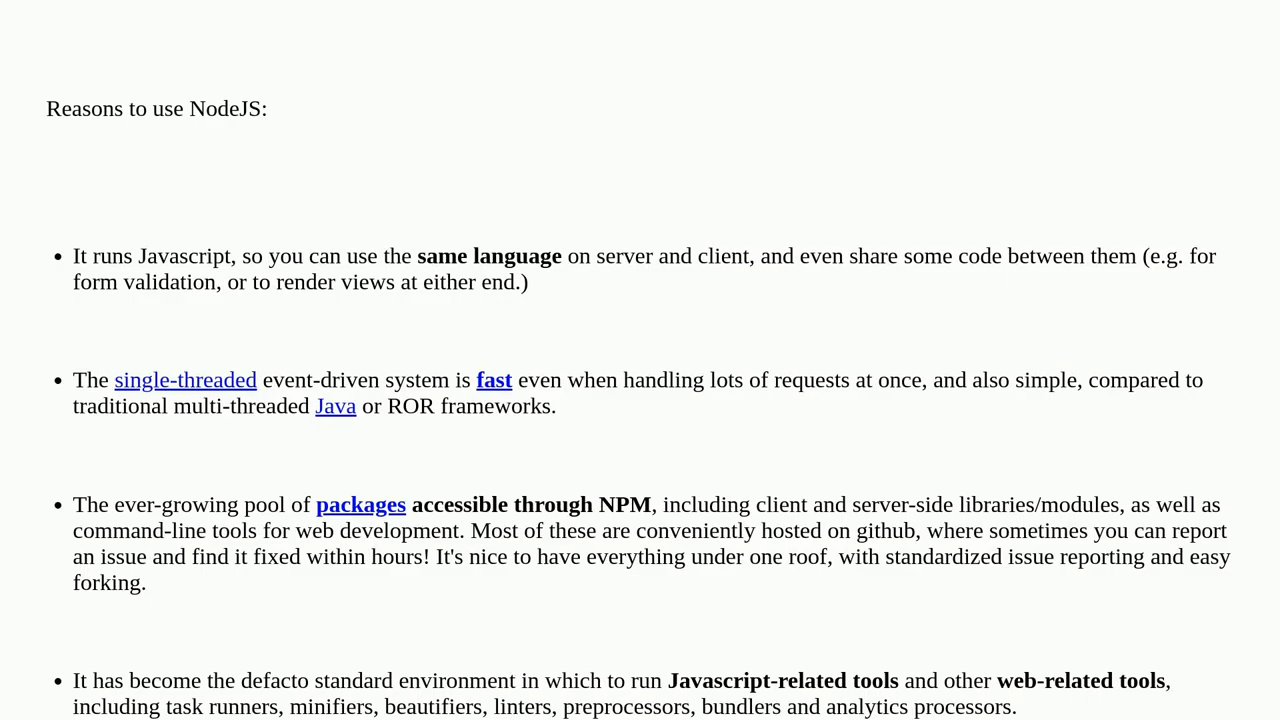 Reasons to use NodeJS:
• It runs Javascript, so you can use the same language on server and client, and even share some code between them (e.g. for
form validation, or to render views at either end.)
• The single-threaded event-driven system is fast even when handling lots of requests at once, and also simple, compared to
traditional multi-threaded Java or ROR frameworks.
• The ever-growing pool of packages accessible through NPM, including client and server-side libraries/modules, as well as
command-line tools for web development. Most of these are conveniently hosted on github, where sometimes you can report
an issue and find it fixed within hours! It's nice to have everything under one roof, with standardized issue reporting and easy
forking.
• It has become the defacto standard environment in which to run Javascript-related tools and other web-related tools,
including task runners, minifiers, beautifiers, linters, preprocessors, bundlers and analytics processors.